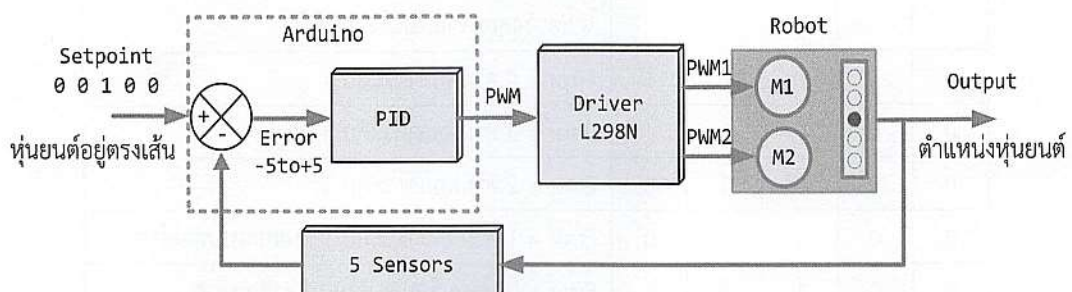 Arduino
Robot
Setpoint
0 0 1 0 0
หุ่นยนต์อยู่ตรงเส้น
+
-
Error
-5to+5
PID
PWM
Driver
L298N
PWM1
PWM2
M1
M2
Output
ตำแหน่งหุ่นยนต์
5 Sensors